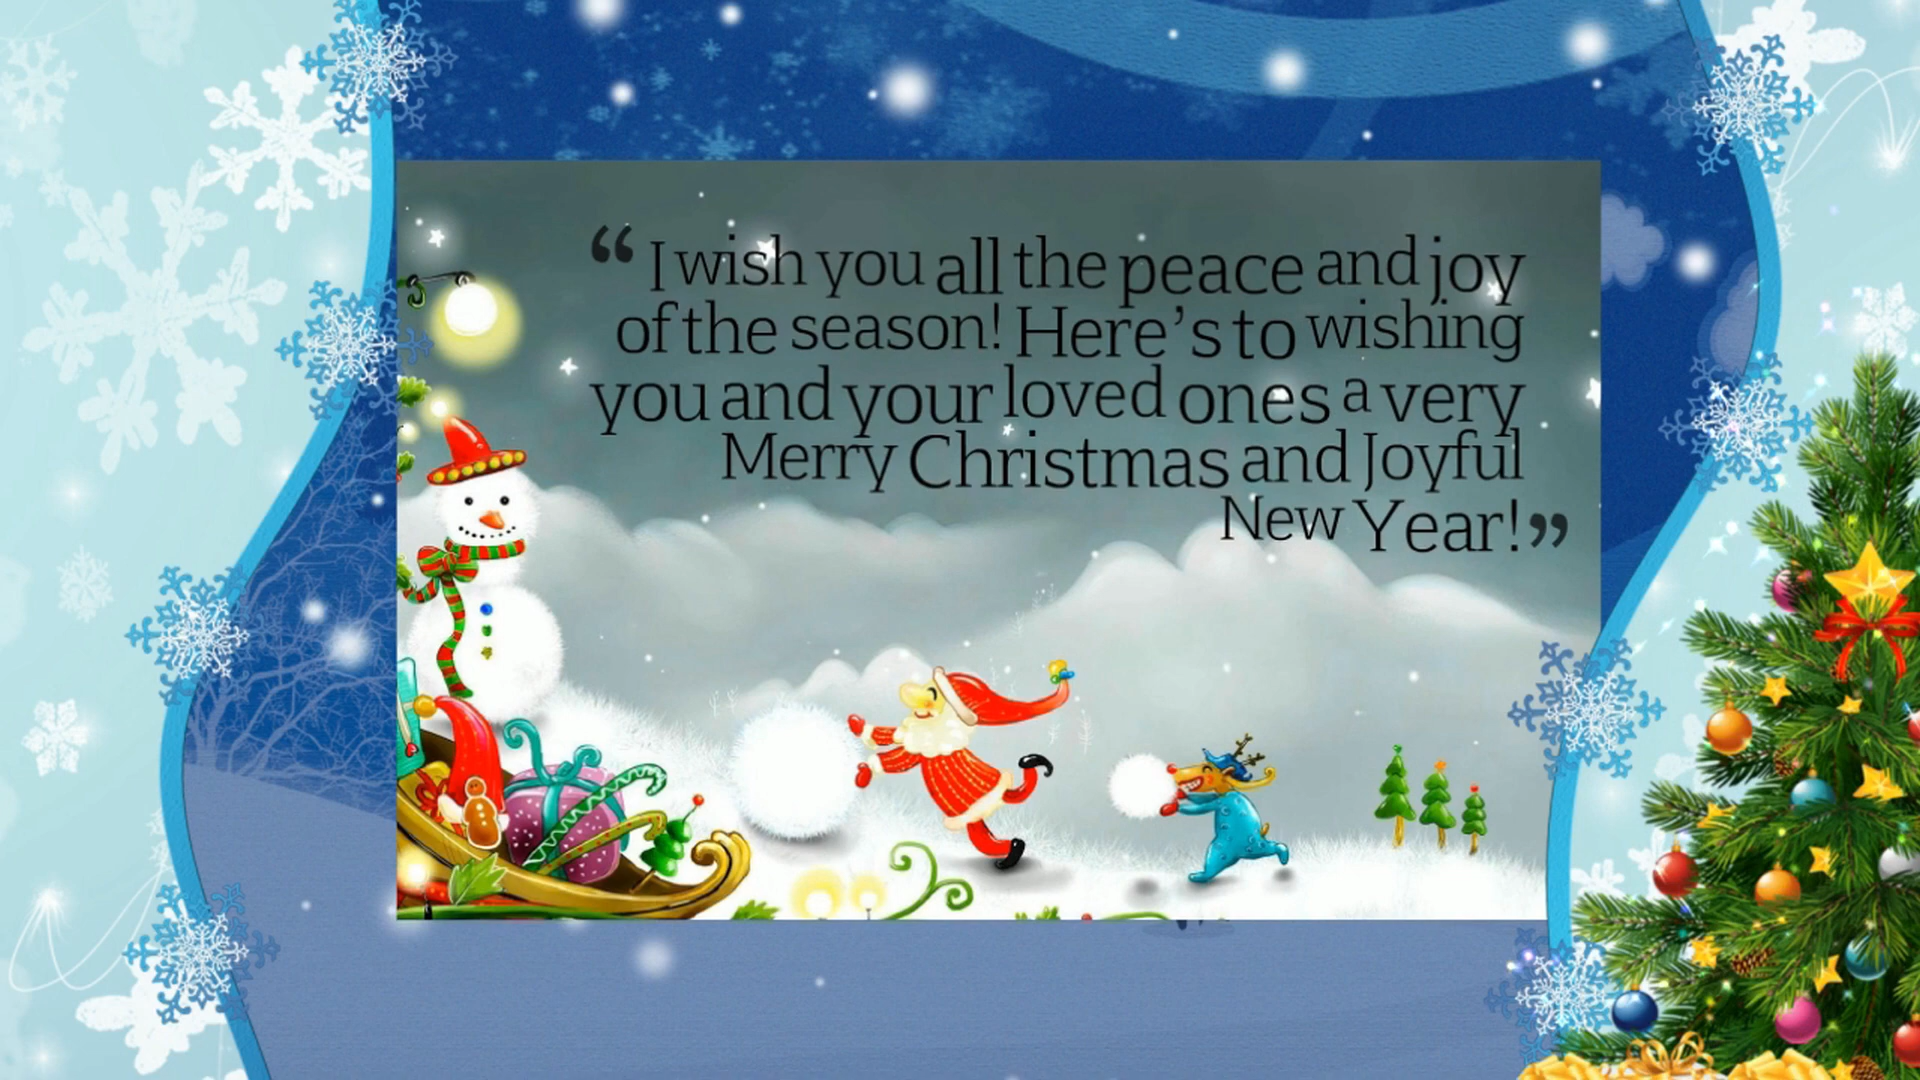 “I wish you all the peace and joy
of the season! Here’s to wishing
you and your loved ones a very
Merry Christmas and Joyful
New Year!”